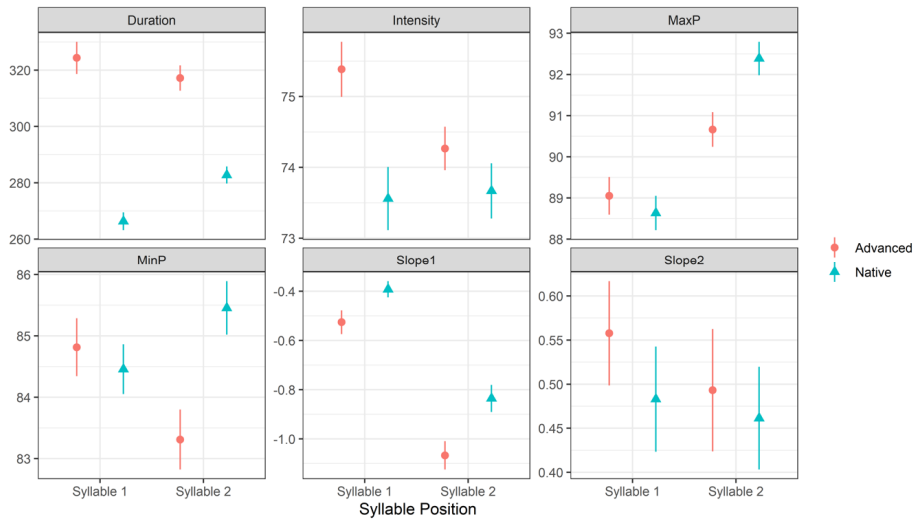 Duration
Intensity
MaxP
320
300
280
260
75
74
73
93
92
91
90
89
88
MinP
Slope1
Slope2
86
85
84
83
-0.4
-0.6
-0.8
-1.0
0.60
0.55
0.50
0.45
0.40
Syllable 1 Syllable 2
Syllable 1 Syllable 2
Syllable 1 Syllable 2
Syllable Position
Advanced
Native